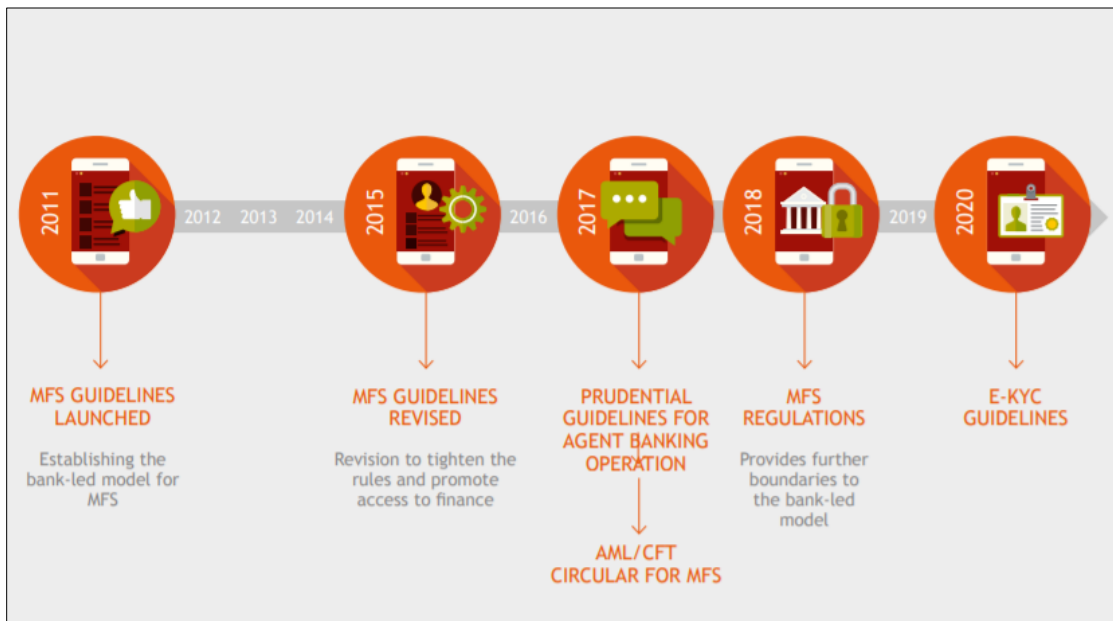 2011
2012
2013
2014
2015
2016
2017
2018
2019
2020
MFS GUIDELINES
LAUNCHED
Establishing the
bank-led model for
MFS
MFS GUIDELINES
REVISED
Revision to tighten the
rules and promote
access to finance
PRUDENTIAL
GUIDELINES FOR
AGENT BANKING
OPERATION
AML/CFT
CIRCULAR FOR MFS
MFS
REGULATIONS
Provides further
boundaries to
the bank-led
model
E-KYC
GUIDELINES